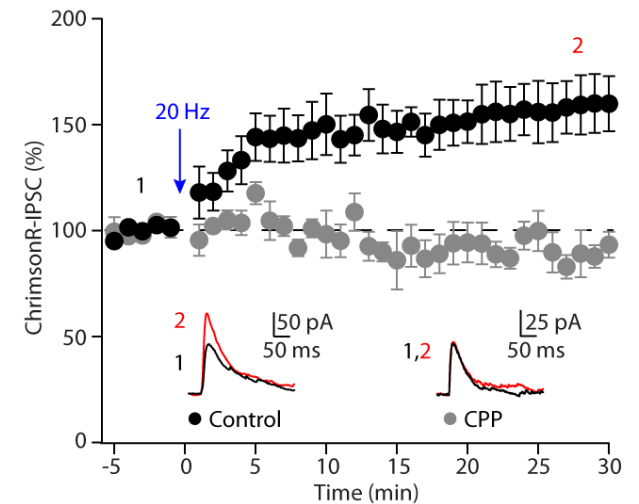 ChrimsonR-IPSC (%)
200
150
100
50
0
20 Hz
1
2
2
1
50 pA
50 ms
1,2
25 pA
50 ms
Control
CPP
-5 0 5 10 15 20 25 30
Time (min)